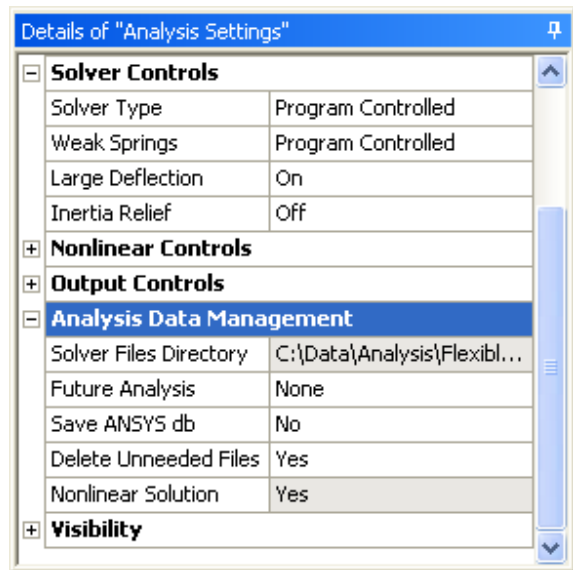 Details of "Analysis Settings"
Solver Controls
Solver Type Program Controlled
Weak Springs Program Controlled
Large Deflection On
Inertia Relief Off
Nonlinear Controls
Output Controls
Analysis Data Management
Solver Files Directory C:\Data\Analysis\Flexibl...
Future Analysis None
Save ANSYS db No
Delete Unneeded Files Yes
Nonlinear Solution Yes
Visibility